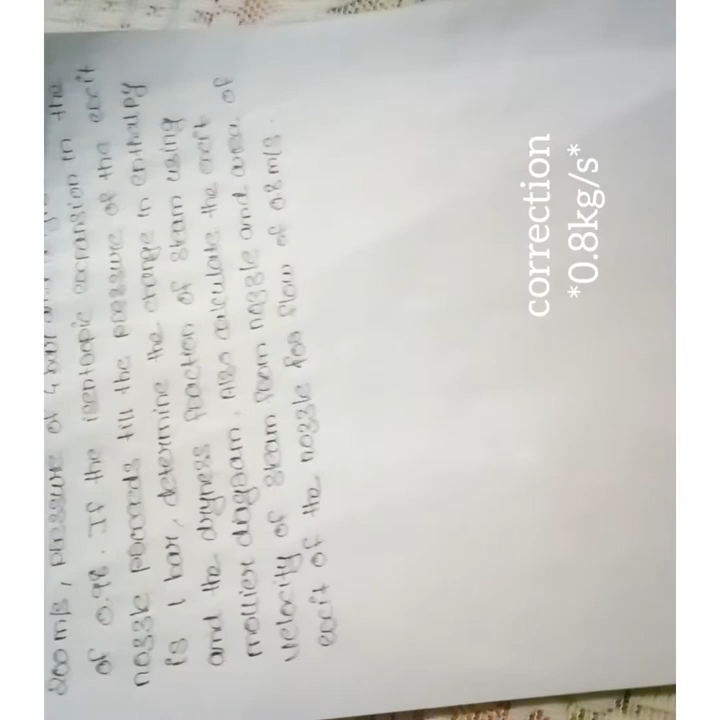 200 m/s, pressure of 4 bar and
of 0.98. If the isentropic expansion in the
nozzle proceeds till the pressure of the exit
is 1 bar, determine the change in enthalpy
and the dryness fraction of steam using
mollier diagram. Also calculate the exit
velocity of steam from nozzle and area of
exit of the nozzle for flow of 0.8 m/s.
correction
*0.8kg/s*